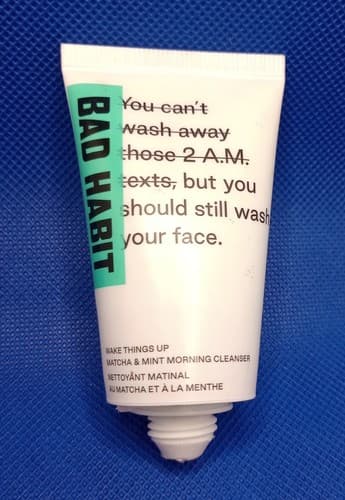 BAD HABIT
You can't
wash away
those 2 A.M.
texts, but you
should still wash
your face.
WAKE THINGS UP
MATCHA & MINT MORNING CLEANSER
NETTOYANT MATINAL
AU MATCHA ET À LA MENTHE